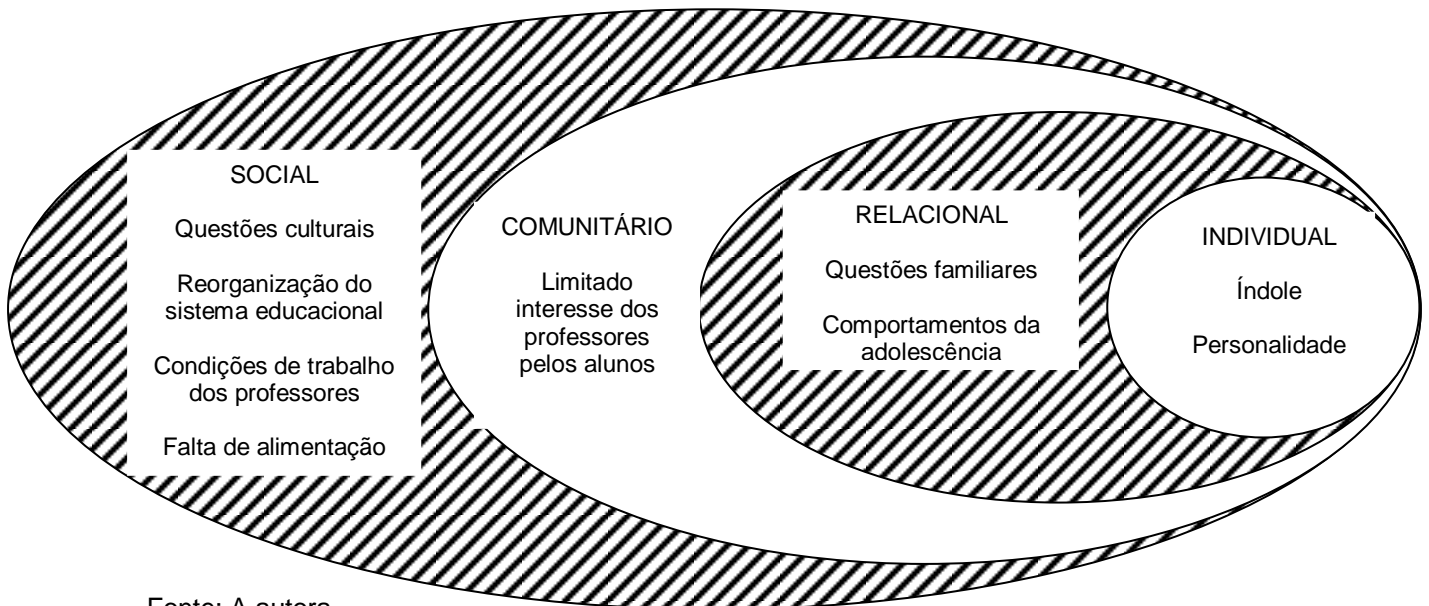 SOCIAL
Questões culturais
Reorganização do
sistema educacional
Condições de trabalho
dos professores
Falta de alimentação
COMUNITÁRIO
Limitado
interesse dos
professores
pelos alunos
RELACIONAL
Questões familiares
Comportamentos da
adolescência
INDIVIDUAL
Índole
Personalidade
Fonte: A autora